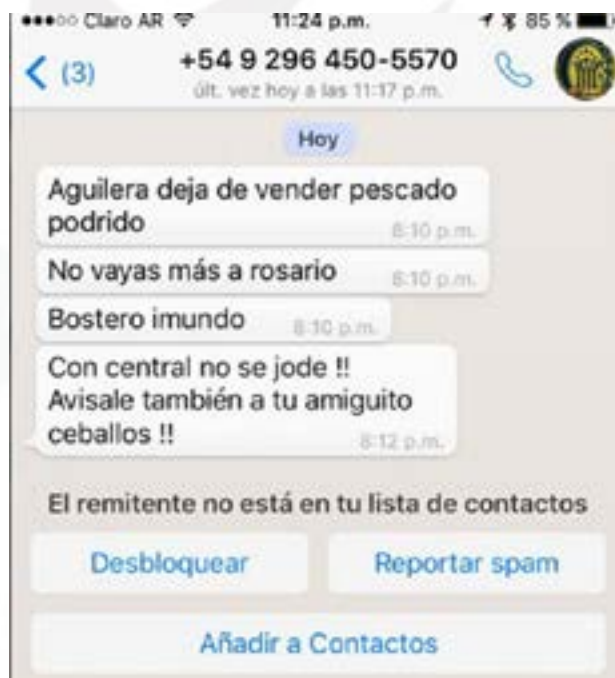 Claro AR 11:24 p.m. 85 %
(3) +54 9 296 450-5570
últ. vez hoy a las 11:17 p.m.
Hoy
Aguilera deja de vender pescado
podrido 8:10 p.m.
No vayas más a rosario 8:10 p.m.
Bostero imundo 8:10 p.m.
Con central no se jode !!
Avisale también a tu amiguito
ceballos !! 8:12 p.m.
El remitente no está en tu lista de contactos
Desbloquear Reportar spam
Añadir a Contactos